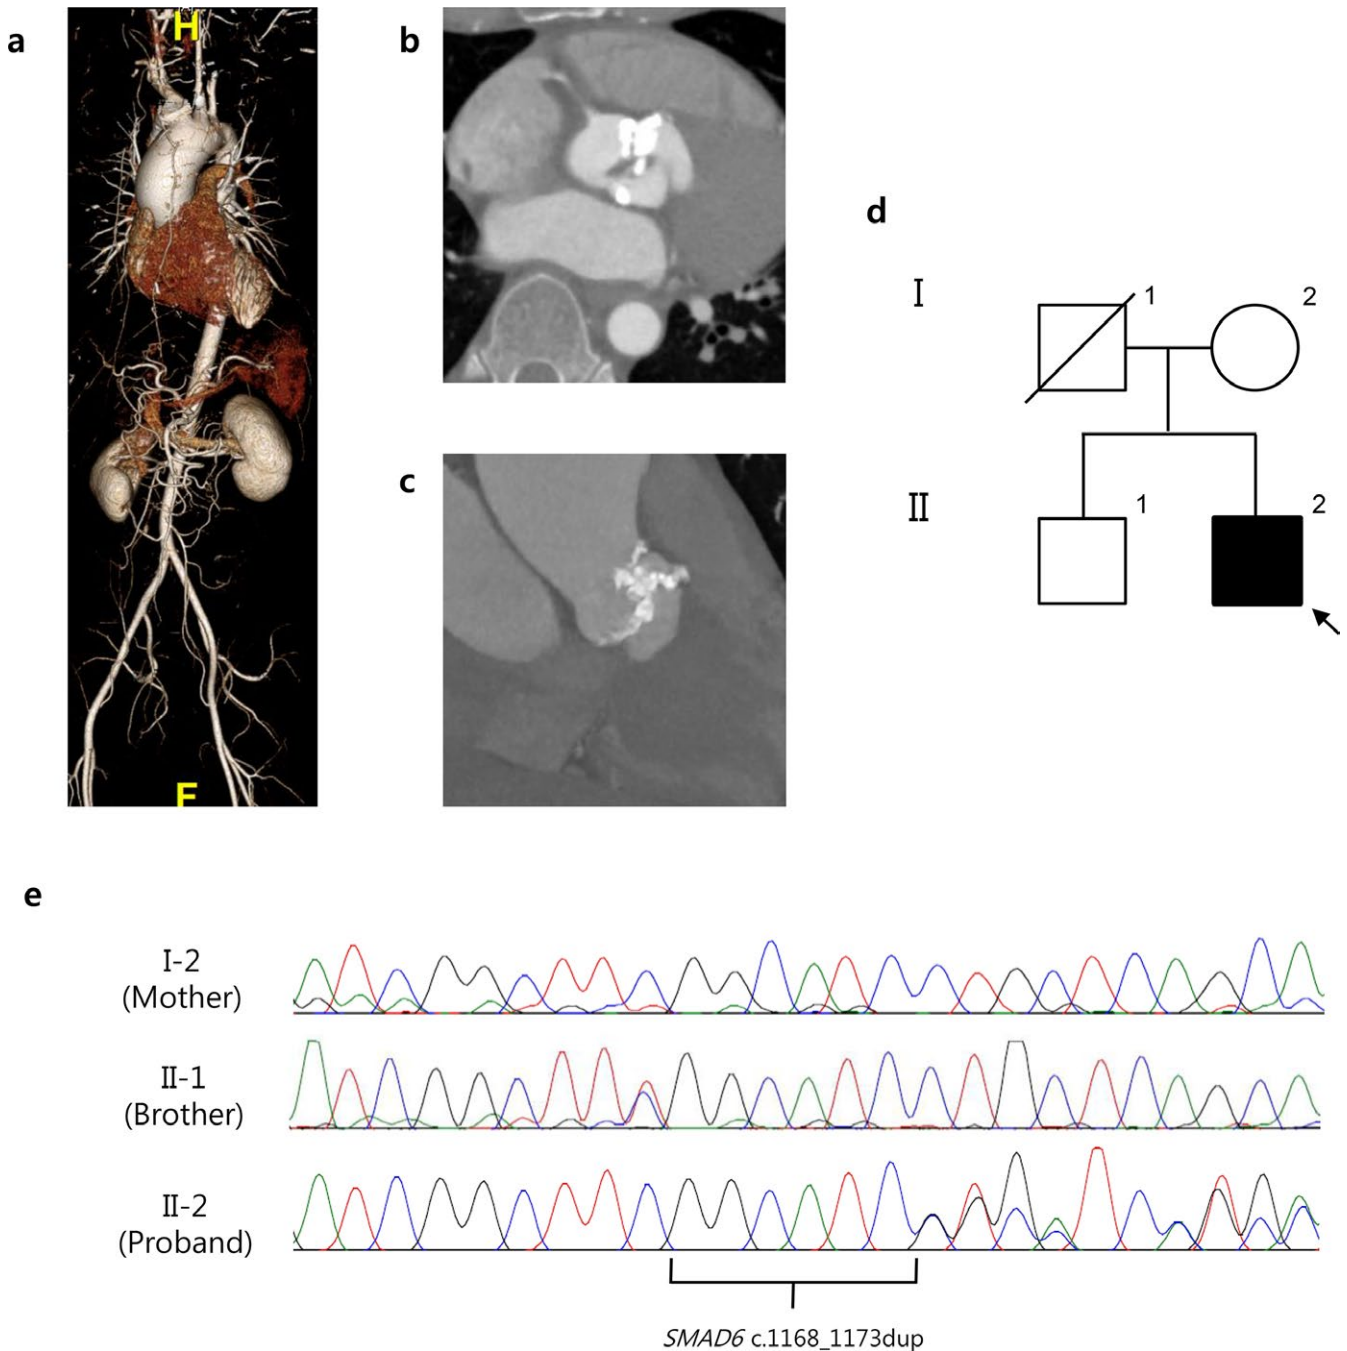 a
H
F
b
c
d
I
1
2
II
1
2
e
I-2
(Mother)
II-1
(Brother)
II-2
(Proband)
SMAD6 c.1168_1173dup